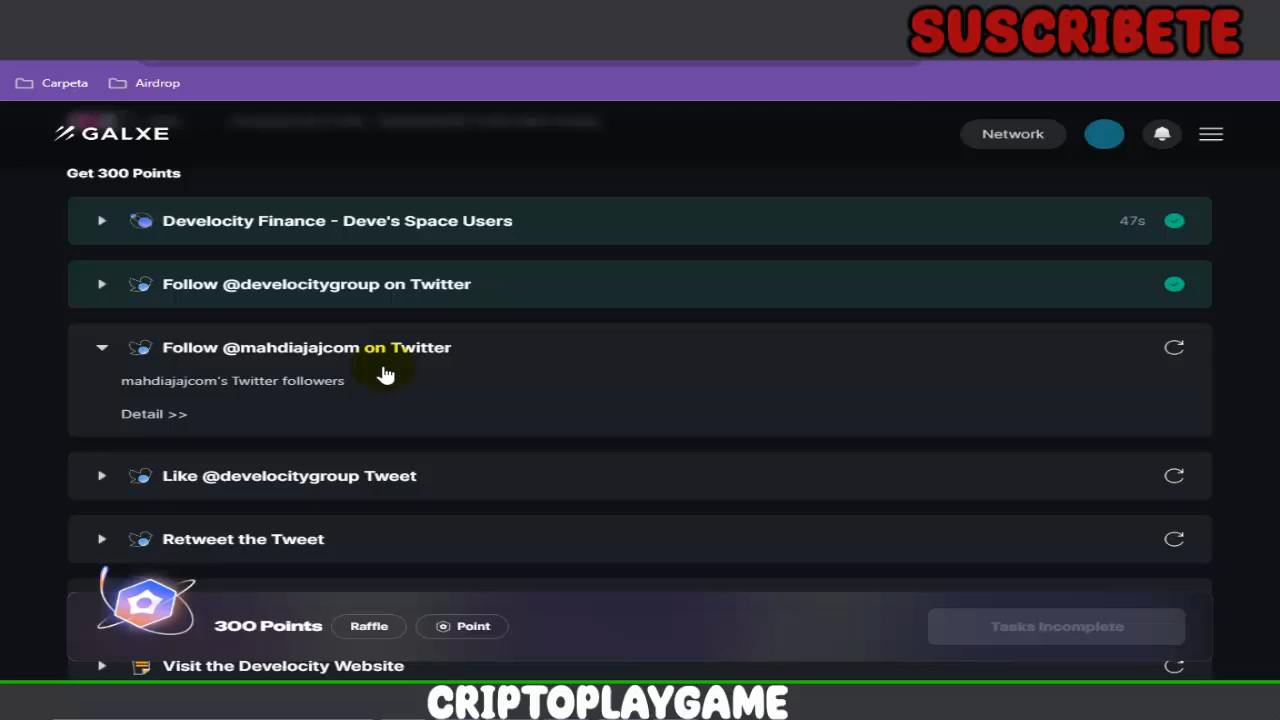 SUSCRIBETE
Carpeta Airdrop
GALXE Network
Get 300 Points
Develocity Finance - Deve's Space Users 47s
Follow @develocitygroup on Twitter
Follow @mahdiajajcom on Twitter
mahdiajajcom's Twitter followers
Detail >>
Like @develocitygroup Tweet
Retweet the Tweet
300 Points Raffle Point Tasks Incomplete
Visit the Develocity Website
CRIPTOPLAYGAME